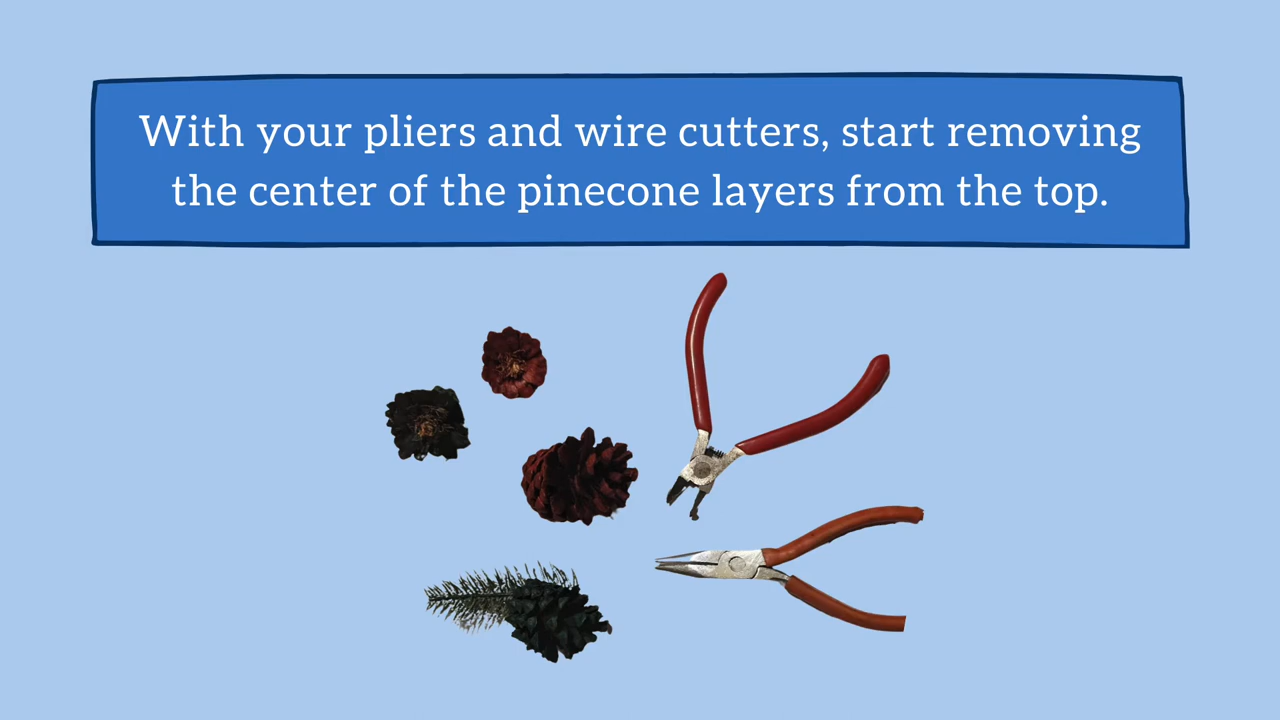 With your pliers and wire cutters, start removing
the center of the pinecone layers from the top.